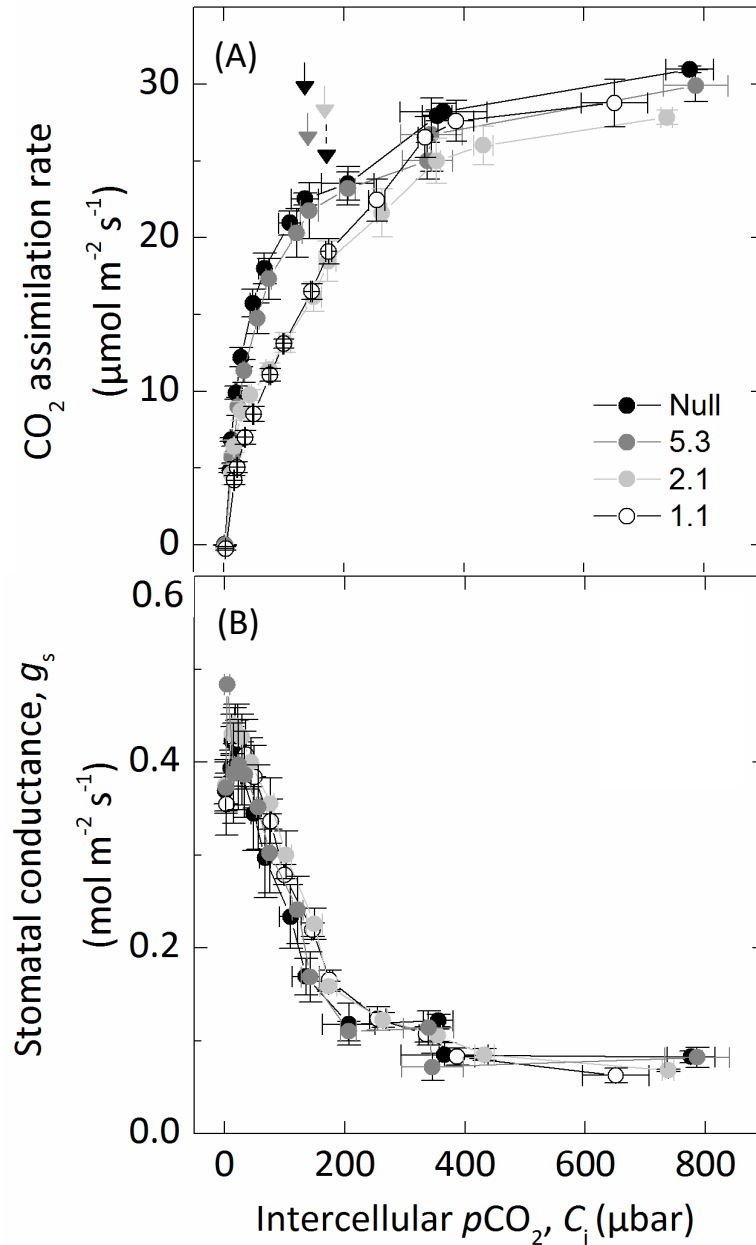 (A)
30
20
10
0
CO₂ assimilation rate
(µmol m⁻² s⁻¹)
Null
5.3
2.1
1.1
(B)
0.6
0.4
0.2
0.0
Stomatal conductance, gₛ
(mol m⁻² s⁻¹)
0 200 400 600 800
Intercellular pCO₂, Cᵢ (µbar)